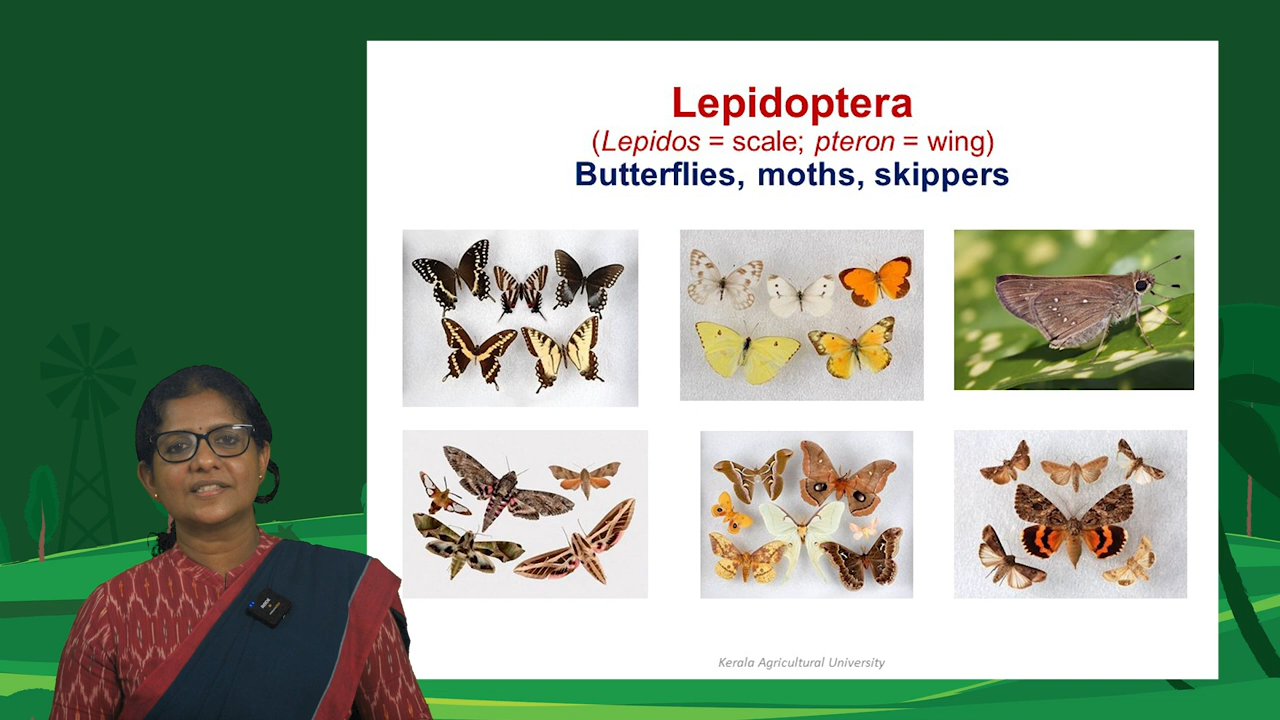 Lepidoptera
(Lepidos = scale; pteron = wing)
Butterflies, moths, skippers
Kerala Agricultural University